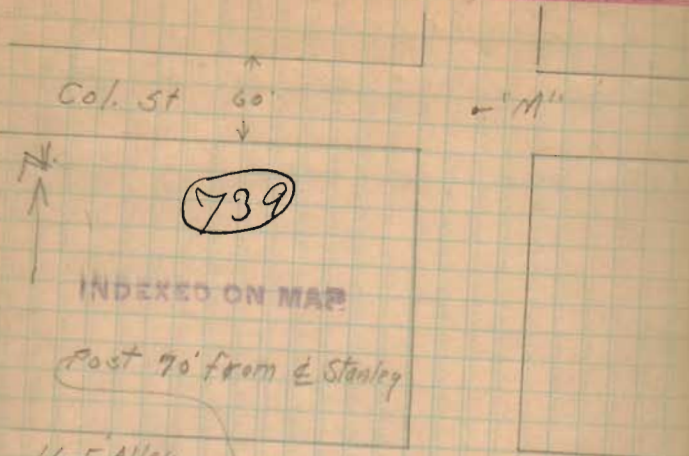 Col. St 60'
"M"
N.
739
INDEXED ON MAP
Post 70' from ℄ Stanley